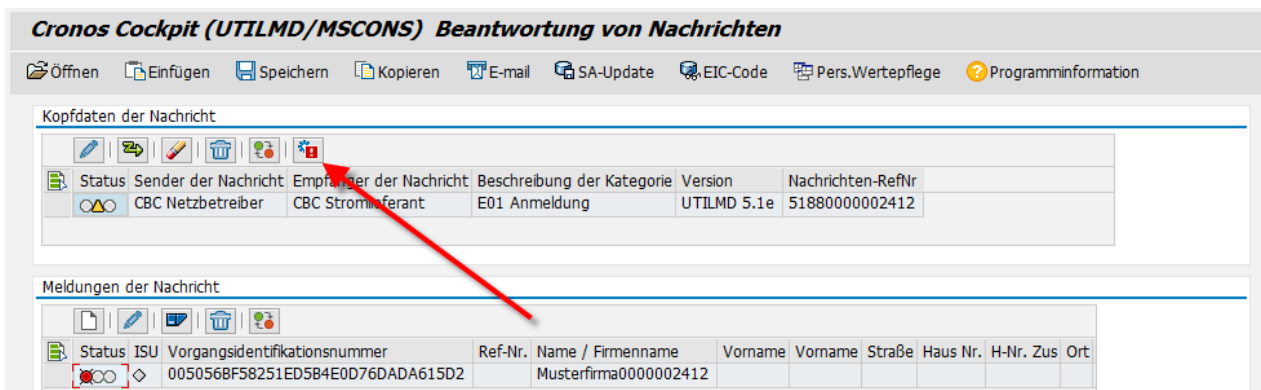 Cronos Cockpit (UTILMD/MSCONS) Beantwortung von Nachrichten
Öffnen Einfügen Speichern Kopieren E-mail SA-Update EIC-Code Pers.Wertepflege Programminformation
Kopfdaten der Nachricht
Status Sender der Nachricht Empfänger der Nachricht Beschreibung der Kategorie Version Nachrichten-RefNr
CBC Netzbetreiber CBC Stromlieferant E01 Anmeldung UTILMD 5.1e 51880000002412
Meldungen der Nachricht
Status ISU Vorgangsidentifikationsnummer Ref-Nr. Name / Firmenname Vorname Vorname Straße Haus Nr. H-Nr. Zus Ort
005056BF58251ED5B4E0D76DADA615D2 Musterfirma0000002412